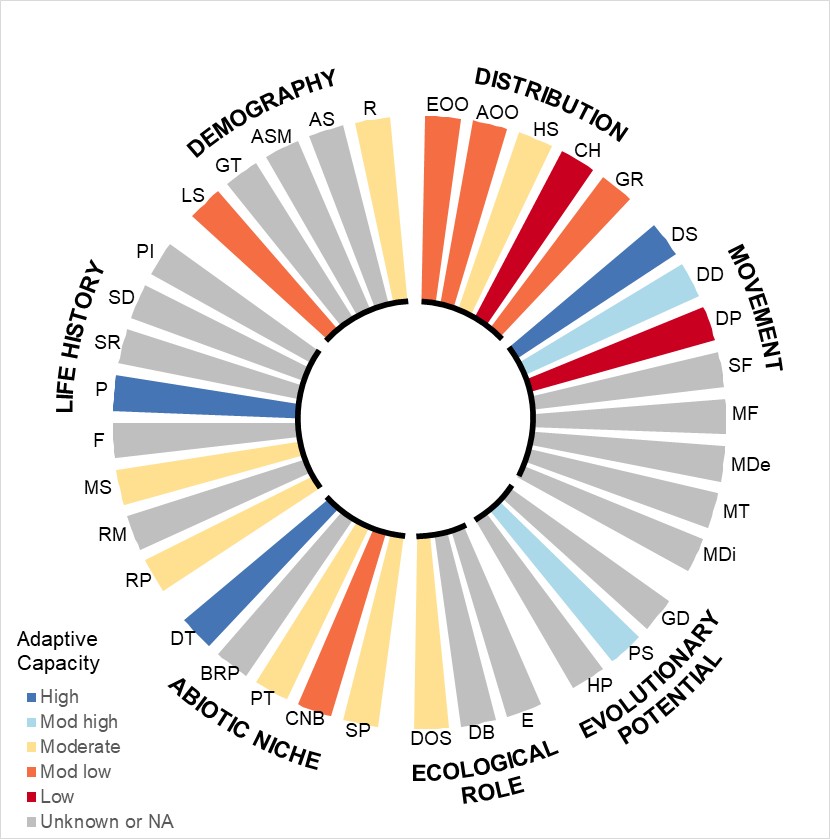 DISTRIBUTION
EOO
AOO
HS
CH
GR
MOVEMENT
DS
DD
DP
SF
MF
MDe
MT
MDi
EVOLUTIONARY
POTENTIAL
GD
PS
HP
ECOLOGICAL
ROLE
E
DB
DOS
ABIOTIC NICHE
SP
CNB
PT
BRP
DT
LIFE HISTORY
RP
RM
MS
F
P
SR
SD
PI
DEMOGRAPHY
LS
GT
ASM
AS
R
Adaptive
Capacity
High
Mod high
Moderate
Mod low
Low
Unknown or NA